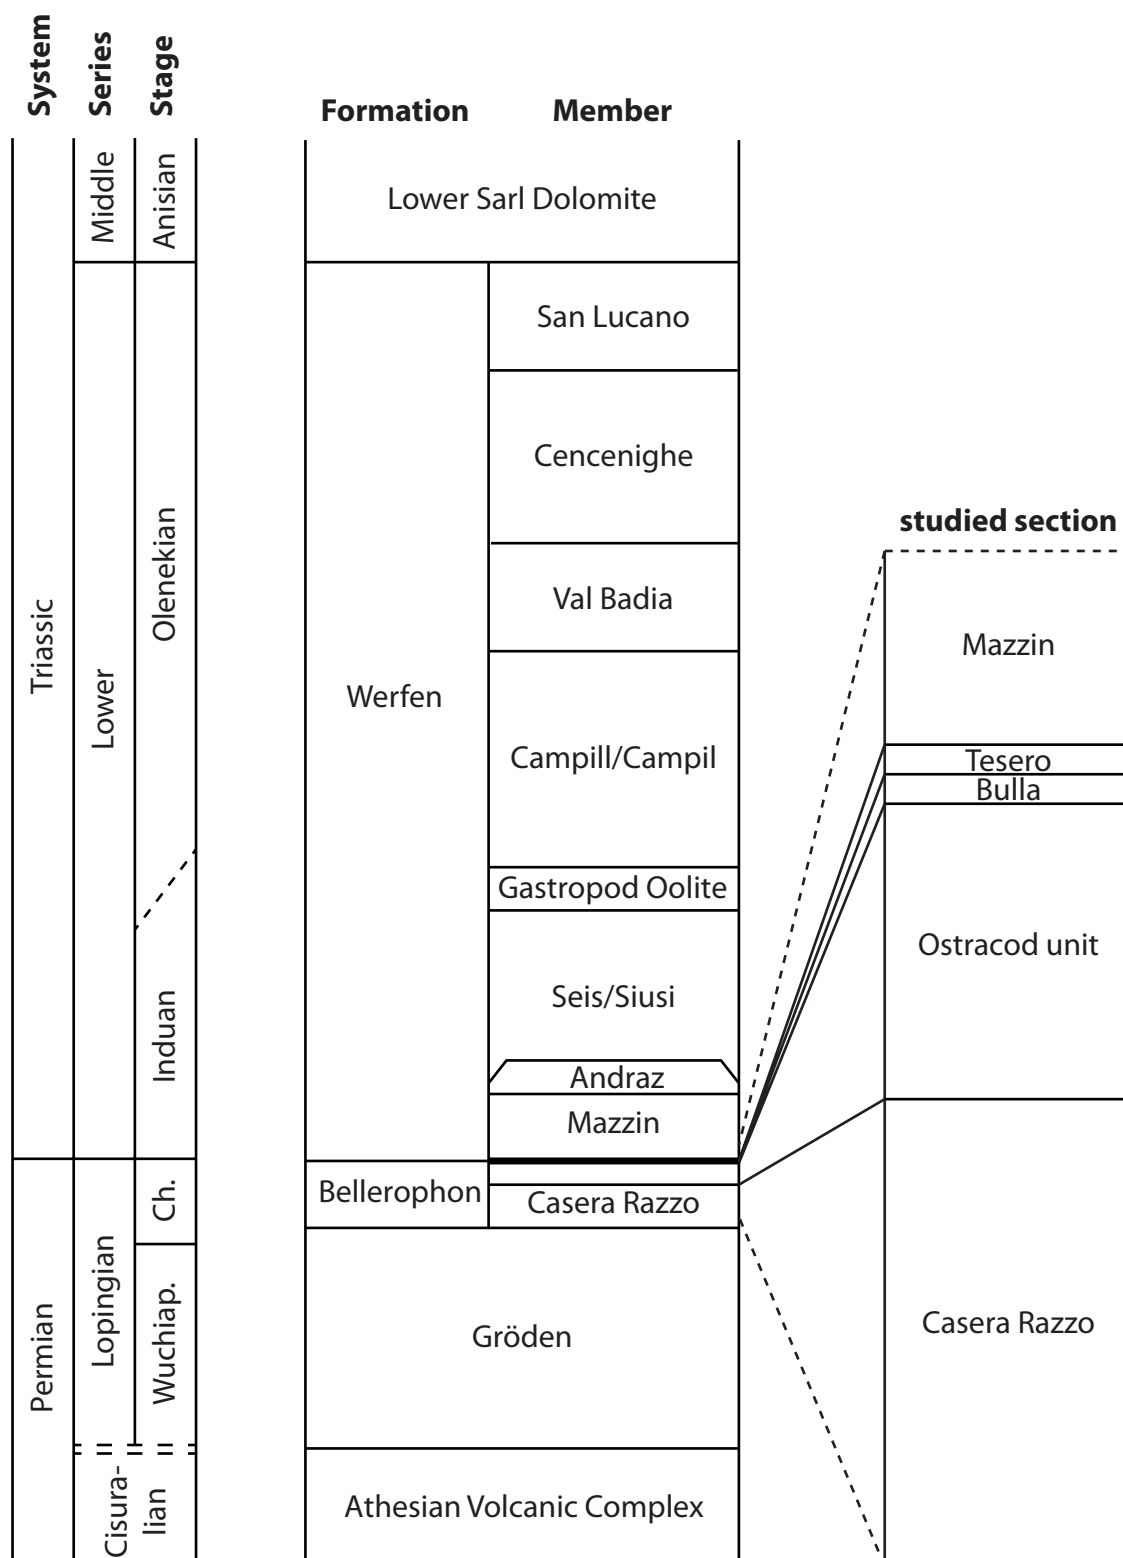 System
Series
Stage
Formation
Member
Middle
Anisian
Lower Sarl Dolomite
San Lucano
Cencenighe
Olenekian
studied section
Val Badia
Triassic
Lower
Werfen
Mazzin
Campill/Campil
Tesero
Bulla
Gastropod Oolite
Ostracod unit
Induan
Seis/Siusi
Andraz
Mazzin
Ch.
Bellerophon
Casera Razzo
Permian
Lopingian
Wuchiap.
Gröden
Casera Razzo
Cisura-
lian
Athesian Volcanic Complex